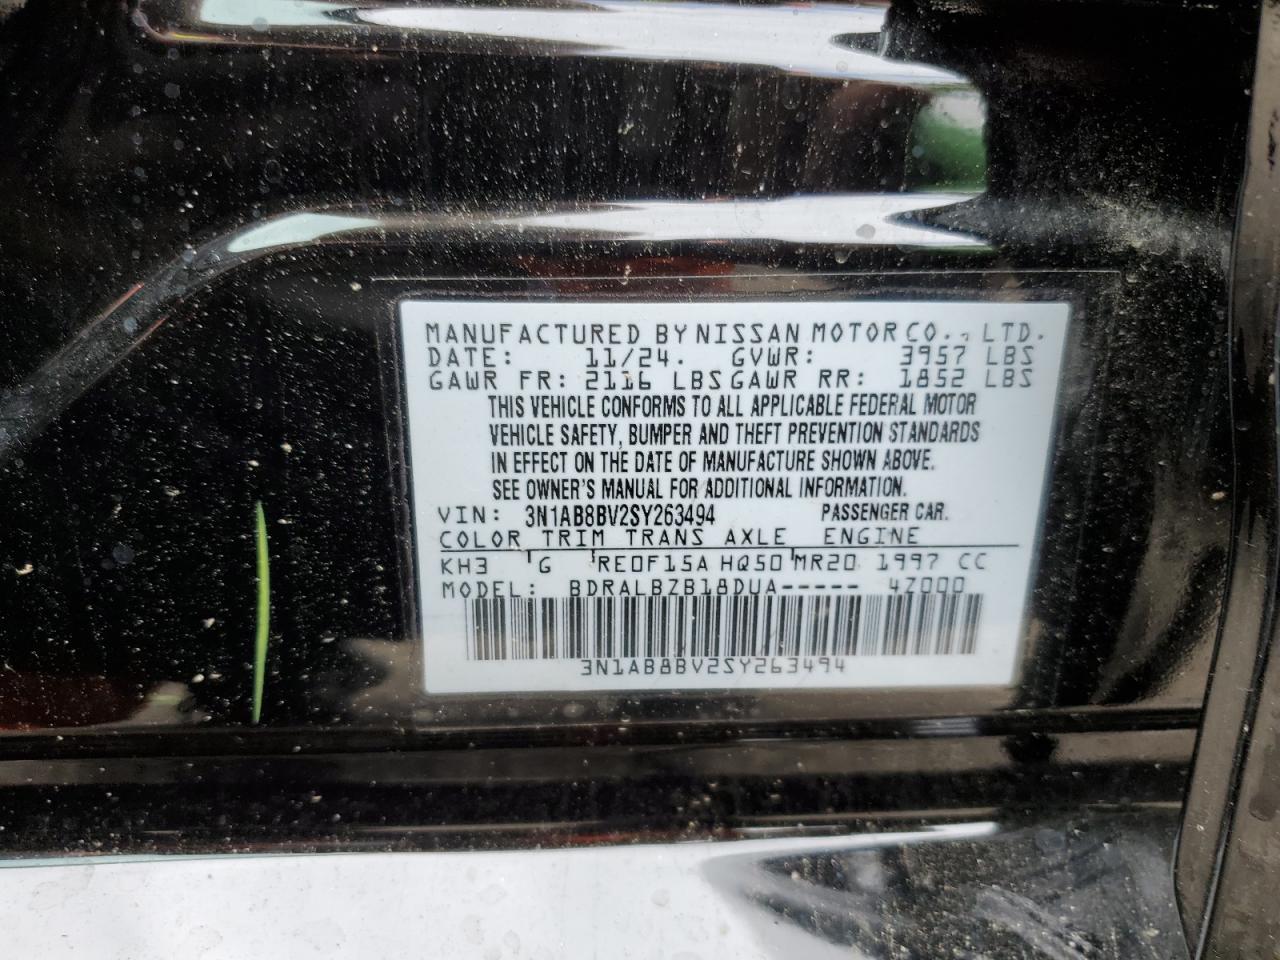 MANUFACTURED BY NISSAN MOTOR CO., LTD.
DATE: 11/24. GVWR: 3957 LBS
GAWR FR: 2116 LBS GAWR RR: 1852 LBS
THIS VEHICLE CONFORMS TO ALL APPLICABLE FEDERAL MOTOR
VEHICLE SAFETY, BUMPER AND THEFT PREVENTION STANDARDS
IN EFFECT ON THE DATE OF MANUFACTURE SHOWN ABOVE.
SEE OWNER'S MANUAL FOR ADDITIONAL INFORMATION.
VIN: 3N1AB8BV2SY263494 PASSENGER CAR.
COLOR TRIM TRANS AXLE ENGINE
KH3 G RE0F15A HQ50 MR20 1997 CC
MODEL: BDRALBZB18DUA----- 4Z000
3N1AB8BV2SY263494